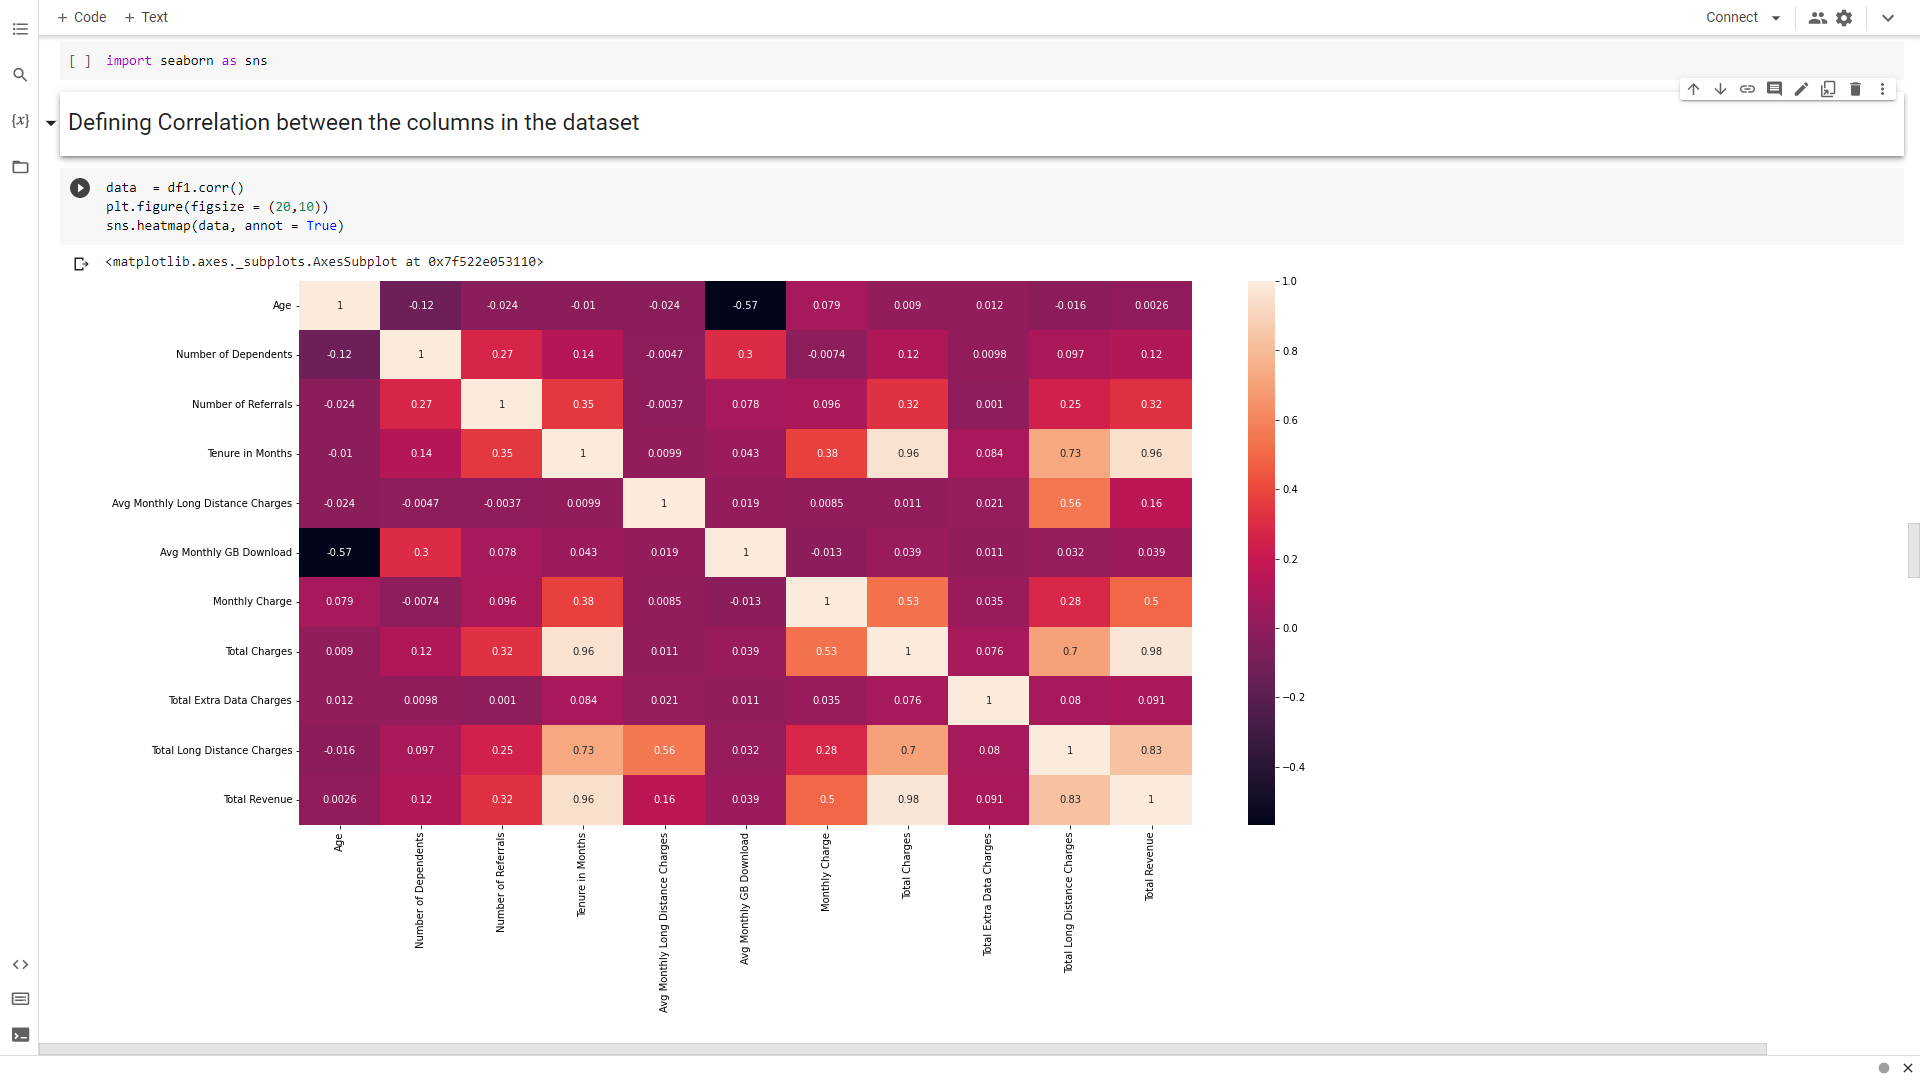 + Code + Text Connect
[ ] import seaborn as sns
{x}
Defining Correlation between the columns in the dataset
data = df1.corr()
plt.figure(figsize = (20,10))
sns.heatmap(data, annot = True)
<matplotlib.axes._subplots.AxesSubplot at 0x7f522e053110>
Age 1 -0.12 -0.024 -0.01 -0.024 -0.57 0.079 0.009 0.012 -0.016 0.0026
Number of Dependents -0.12 1 0.27 0.14 -0.0047 0.3 -0.0074 0.12 0.0098 0.097 0.12
Number of Referrals -0.024 0.27 1 0.35 -0.0037 0.078 0.096 0.32 0.001 0.25 0.32
Tenure in Months -0.01 0.14 0.35 1 0.0099 0.043 0.38 0.96 0.084 0.73 0.96
Avg Monthly Long Distance Charges -0.024 -0.0047 -0.0037 0.0099 1 0.019 0.0085 0.011 0.021 0.56 0.16
Avg Monthly GB Download -0.57 0.3 0.078 0.043 0.019 1 -0.013 0.039 0.011 0.032 0.039
Monthly Charge 0.079 -0.0074 0.096 0.38 0.0085 -0.013 1 0.53 0.035 0.28 0.5
Total Charges 0.009 0.12 0.32 0.96 0.011 0.039 0.53 1 0.076 0.7 0.98
Total Extra Data Charges 0.012 0.0098 0.001 0.084 0.021 0.011 0.035 0.076 1 0.08 0.091
Total Long Distance Charges -0.016 0.097 0.25 0.73 0.56 0.032 0.28 0.7 0.08 1 0.83
Total Revenue 0.0026 0.12 0.32 0.96 0.16 0.039 0.5 0.98 0.091 0.83 1
Age
Number of Dependents
Number of Referrals
Tenure in Months
Avg Monthly Long Distance Charges
Avg Monthly GB Download
Monthly Charge
Total Charges
Total Extra Data Charges
Total Long Distance Charges
Total Revenue
1.0
0.8
0.6
0.4
0.2
0.0
−0.2
−0.4